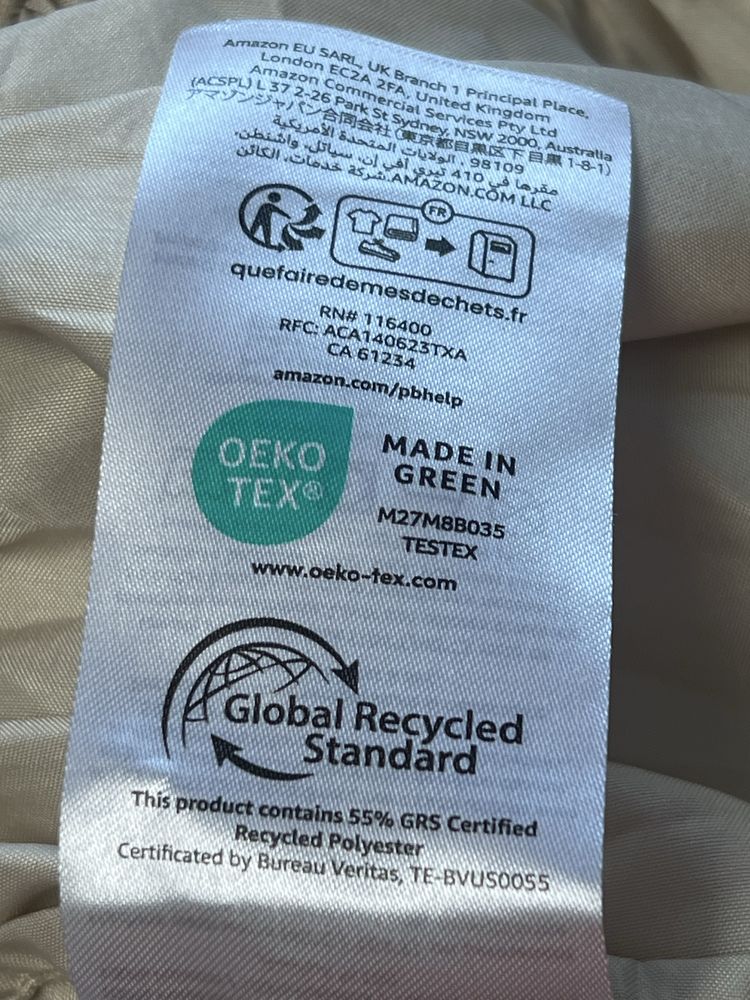 Amazon EU SARL, UK Branch 1 Principal Place,
London EC2A 2FA, United Kingdom
Amazon Commercial Services Pty Ltd
(ACSPL) L 37 2-26 Park St Sydney, NSW, 2000, Australia
アマゾンジャパン合同会社(東京都目黒区下目黒 1-8-1)
مقرها في 410 تيري آفي إن، سياتل، واشنطن، 98109 , الولايات المتحدة الأمريكية
AMAZON.COM LLC.شركة خدمات، الكائن
FR
quefairedemesdechets.fr
RN# 116400
RFC: ACA140623TXA
CA 61234
amazon.com/pbhelp
OEKO
TEX®
MADE IN
GREEN
M27M8B035
TESTEX
www.oeko-tex.com
Global Recycled
Standard
This product contains 55% GRS Certified
Recycled Polyester
Certificated by Bureau Veritas, TE-BVUS0055